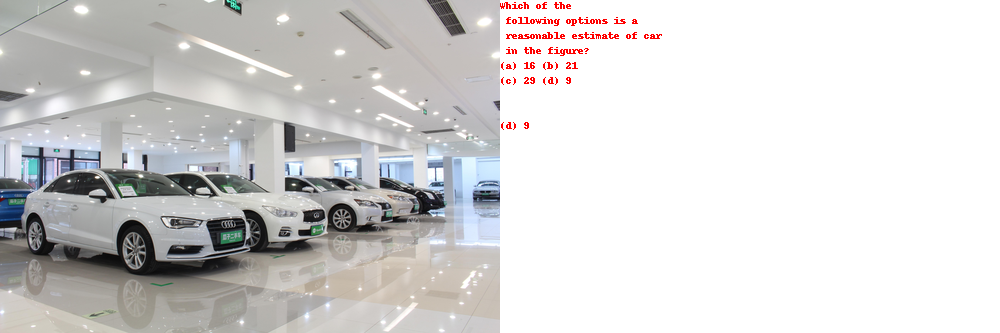 Which of the
following options is a
reasonable estimate of car
in the figure?
(a) 16 (b) 21
(c) 29 (d) 9
(d) 9